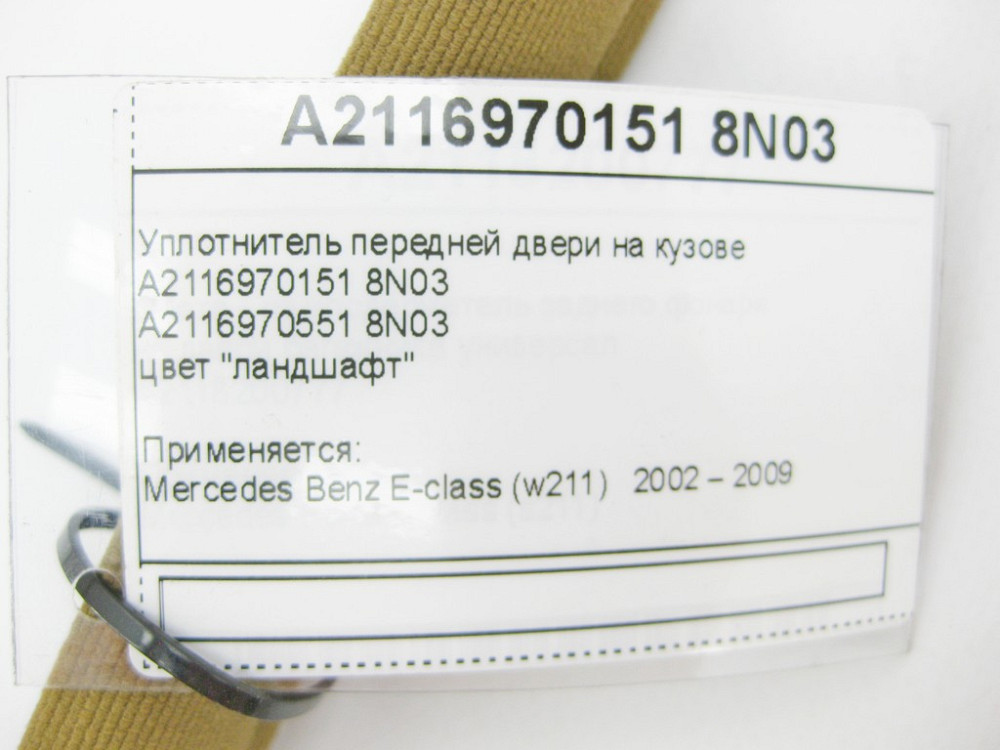 A2116970151 8N03
Уплотнитель передней двери на кузове
A2116970151 8N03
A2116970551 8N03
цвет "ландшафт"
Применяется:
Mercedes Benz E-class (w211) 2002 – 2009